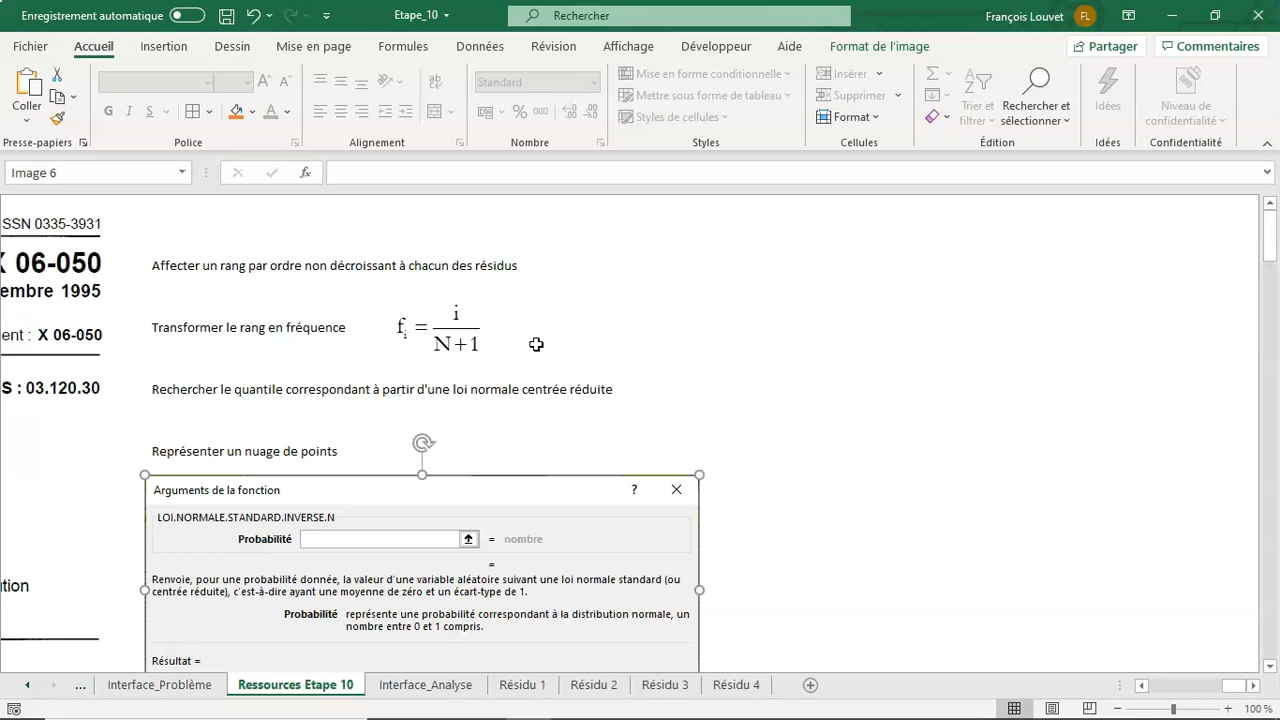 Enregistrement automatique
Etape_10
Rechercher
François Louvet
FL
Fichier
Accueil
Insertion
Dessin
Mise en page
Formules
Données
Révision
Affichage
Développeur
Aide
Format de l'image
Partager
Commentaires
Coller
Presse-papiers
G I S
Police
Alignement
Standard
% 000
Nombre
Mise en forme conditionnelle
Mettre sous forme de tableau
Styles de cellules
Styles
Insérer
Supprimer
Format
Cellules
Trier et
filtrer
Rechercher et
sélectionner
Édition
Idées
Idées
Niveau de
confidentialité
Confidentialité
Image 6
fx
ISSN 0335-3931
X 06-050
embre 1995
ent : X 06-050
S : 03.120.30
ition
Affecter un rang par ordre non décroissant à chacun des résidus
Transformer le rang en fréquence
f_i = i / N+1
Rechercher le quantile correspondant à partir d'une loi normale centrée réduite
Représenter un nuage de points
Arguments de la fonction
?
LOI.NORMALE.STANDARD.INVERSE.N
Probabilité = nombre
=
Renvoie, pour une probabilité donnée, la valeur d'une variable aléatoire suivant une loi normale standard (ou
centrée réduite), c'est-à-dire ayant une moyenne de zéro et un écart-type de 1.
Probabilité représente une probabilité correspondant à la distribution normale, un
nombre entre 0 et 1 compris.
Résultat =
...
Interface_Problème
Ressources Etape 10
Interface_Analyse
Résidu 1
Résidu 2
Résidu 3
Résidu 4
100 %